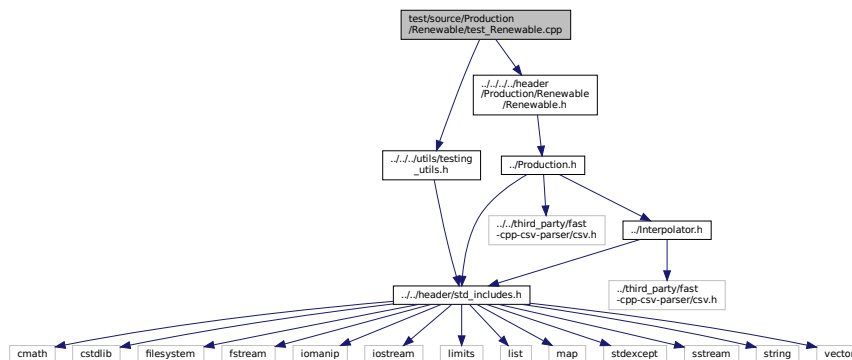 test/source/Production
/Renewable/test_Renewable.cpp
../../../../header
/Production/Renewable
/Renewable.h
../../../utils/testing
_utils.h
../Production.h
../../third_party/fast
-cpp-csv-parser/csv.h
../Interpolator.h
../third_party/fast
-cpp-csv-parser/csv.h
../../header/std_includes.h
cmath
cstdlib
filesystem
fstream
iomanip
iostream
limits
list
map
stdexcept
sstream
string
vector